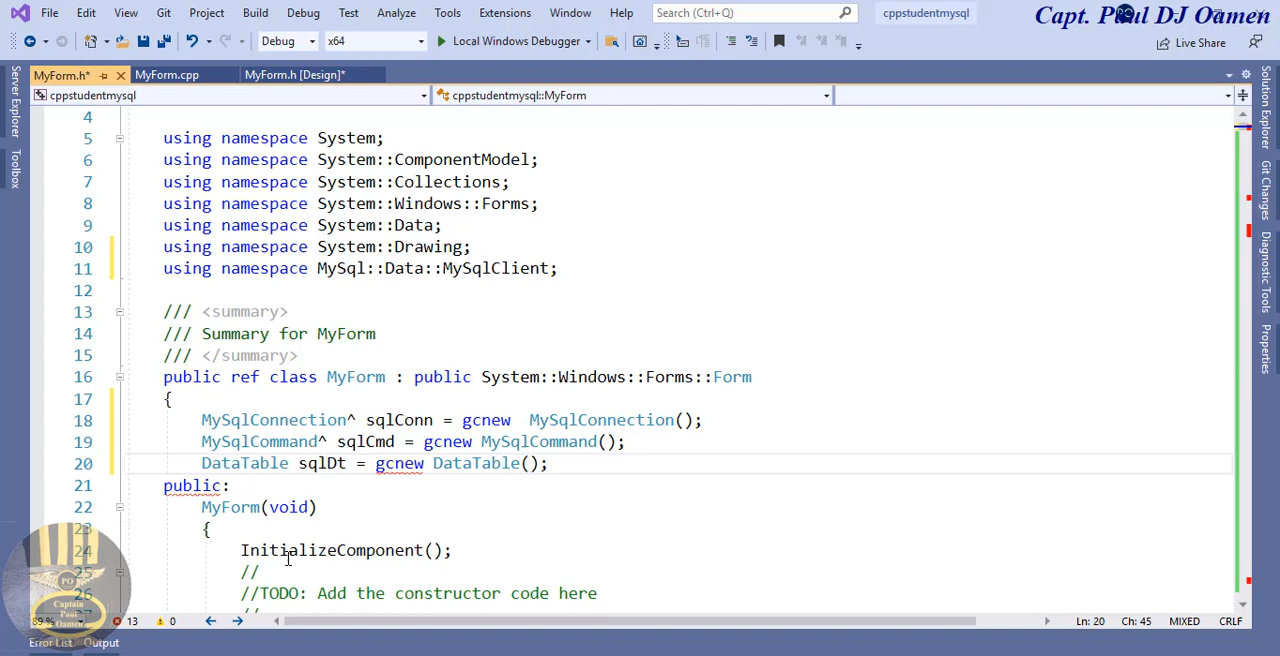 File Edit View Git Project Build Debug Test Analyze Tools Extensions Window Help Search (Ctrl+Q) cppstudentmysql
Capt. Paul DJ Oamen
Debug x64 Local Windows Debugger Live Share
MyForm.h* MyForm.cpp MyForm.h [Design]*
cppstudentmysql cppstudentmysql::MyForm
Server Explorer
Toolbox
Solution Explorer
Git Changes
Diagnostic Tools
Properties
4
5 using namespace System;
6 using namespace System::ComponentModel;
7 using namespace System::Collections;
8 using namespace System::Windows::Forms;
9 using namespace System::Data;
10 using namespace System::Drawing;
11 using namespace MySql::Data::MySqlClient;
12
13 /// <summary>
14 /// Summary for MyForm
15 /// </summary>
16 public ref class MyForm : public System::Windows::Forms::Form
17 {
18 MySqlConnection^ sqlConn = gcnew  MySqlConnection();
19 MySqlCommand^ sqlCmd = gcnew MySqlCommand();
20 DataTable sqlDt = gcnew DataTable();
21 public:
22 MyForm(void)
23 {
24 InitializeComponent();
25 //
26 //TODO: Add the constructor code here
//
PO
Captain
Paul
Oamen
89 % 13 0 Ln: 20 Ch: 45 MIXED CRLF
Error List Output